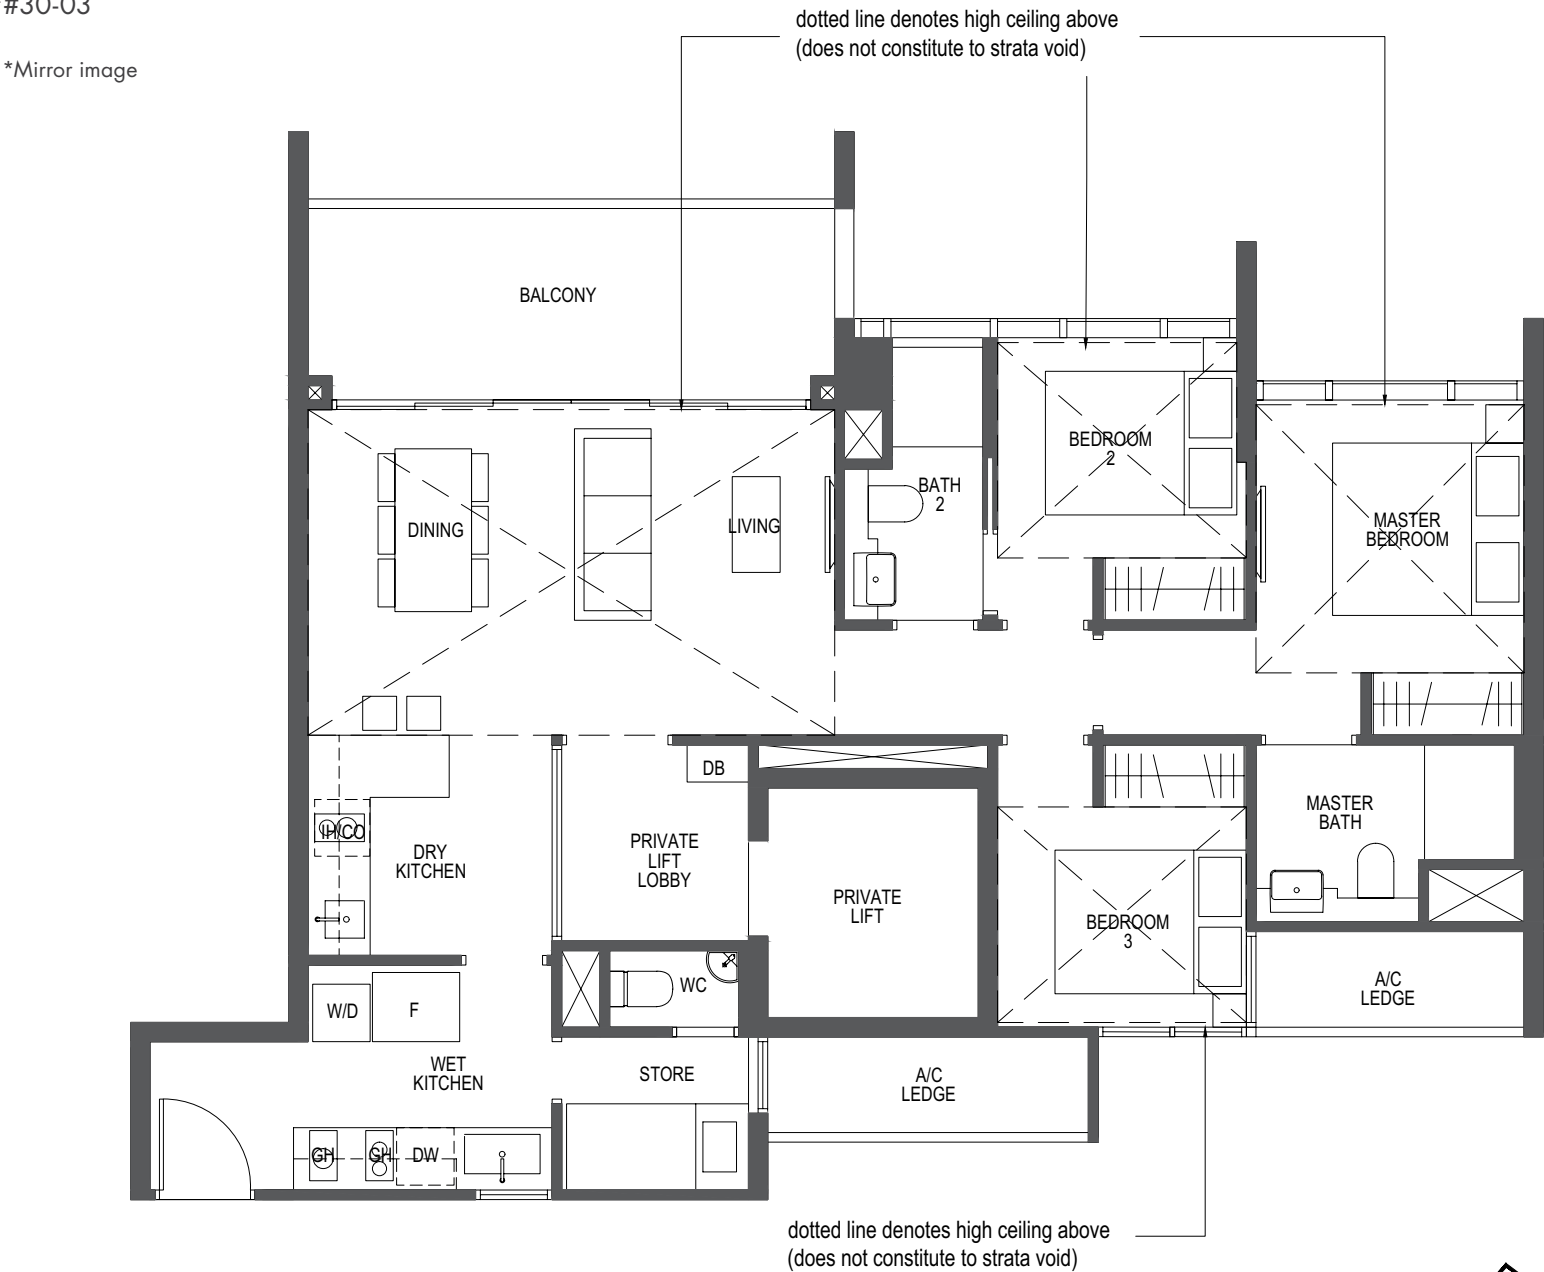 #30-03
*Mirror image
dotted line denotes high ceiling above
(does not constitute to strata void)
BALCONY
BEDROOM
2
BATH
2
MASTER
BEDROOM
DINING
LIVING
DB
IH/CO
DRY
KITCHEN
PRIVATE
LIFT
LOBBY
PRIVATE
LIFT
MASTER
BATH
BEDROOM
3
WC
A/C
LEDGE
W/D
F
WET
KITCHEN
STORE
A/C
LEDGE
GH
GH
DW
dotted line denotes high ceiling above
(does not constitute to strata void)